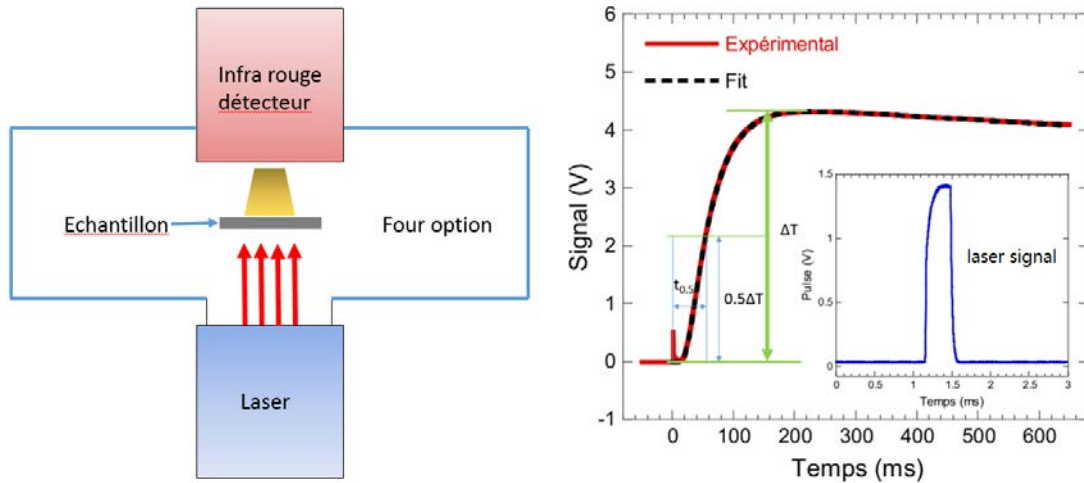 Infra rouge
détecteur
Echantillon
Four option
Laser
Expérimental
Fit
6
5
4
3
2
1
0
-1
Signal (V)
0 100 200 300 400 500 600
Temps (ms)
ΔT
0.5ΔT
t0.5
laser signal
1.5
1
0.5
0
Pulse (V)
0 0.5 1 1.5 2 2.5 3
Temps (ms)